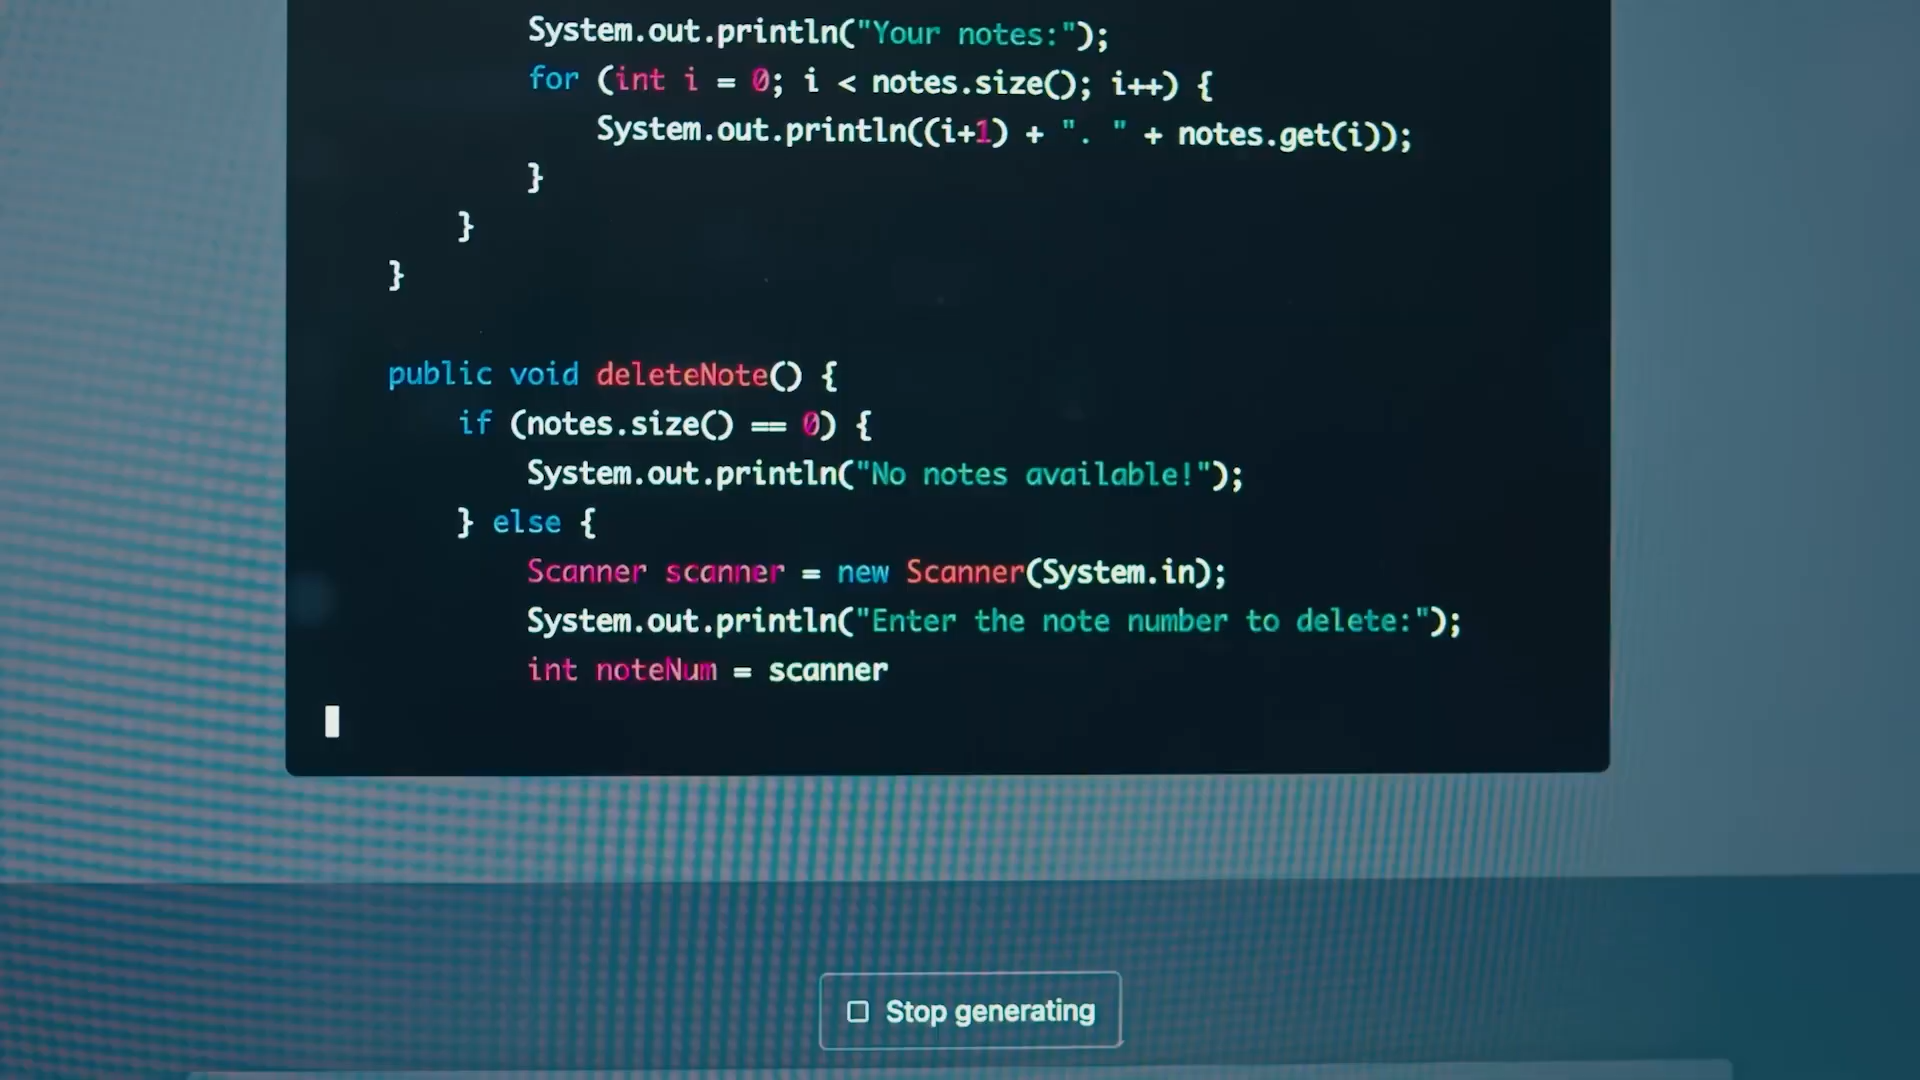 System.out.println("Your notes:");
for (int i = 0; i < notes.size(); i++) {
System.out.println((i+1) + ". " + notes.get(i));
}
}
}
public void deleteNote() {
if (notes.size() == 0) {
System.out.println("No notes available!");
} else {
Scanner scanner = new Scanner(System.in);
System.out.println("Enter the note number to delete:");
int noteNum = scanner
Stop generating